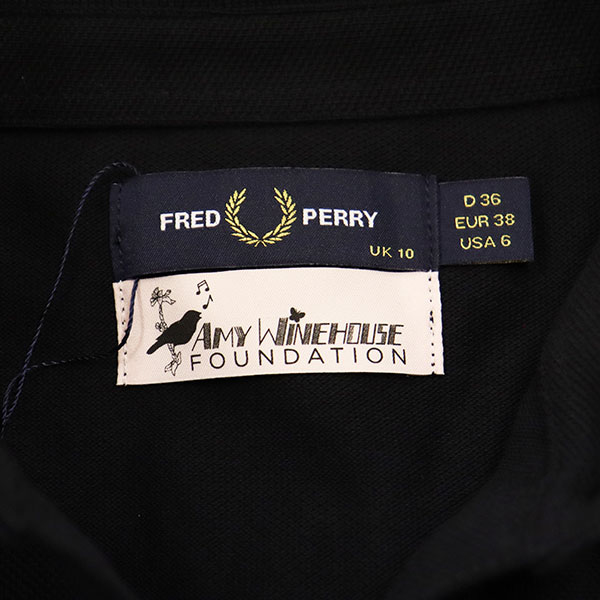 FRED PERRY
UK 10
D 36
EUR 38
USA 6
AMY WINEHOUSE
FOUNDATION